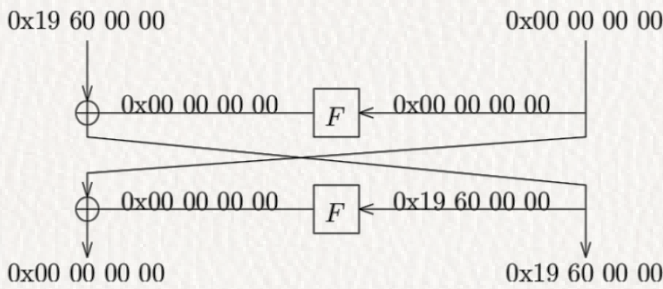 0x19 60 00 00 0x00 00 00 00
0x00 00 00 00 F 0x00 00 00 00
0x00 00 00 00 F 0x19 60 00 00
0x00 00 00 00 0x19 60 00 00